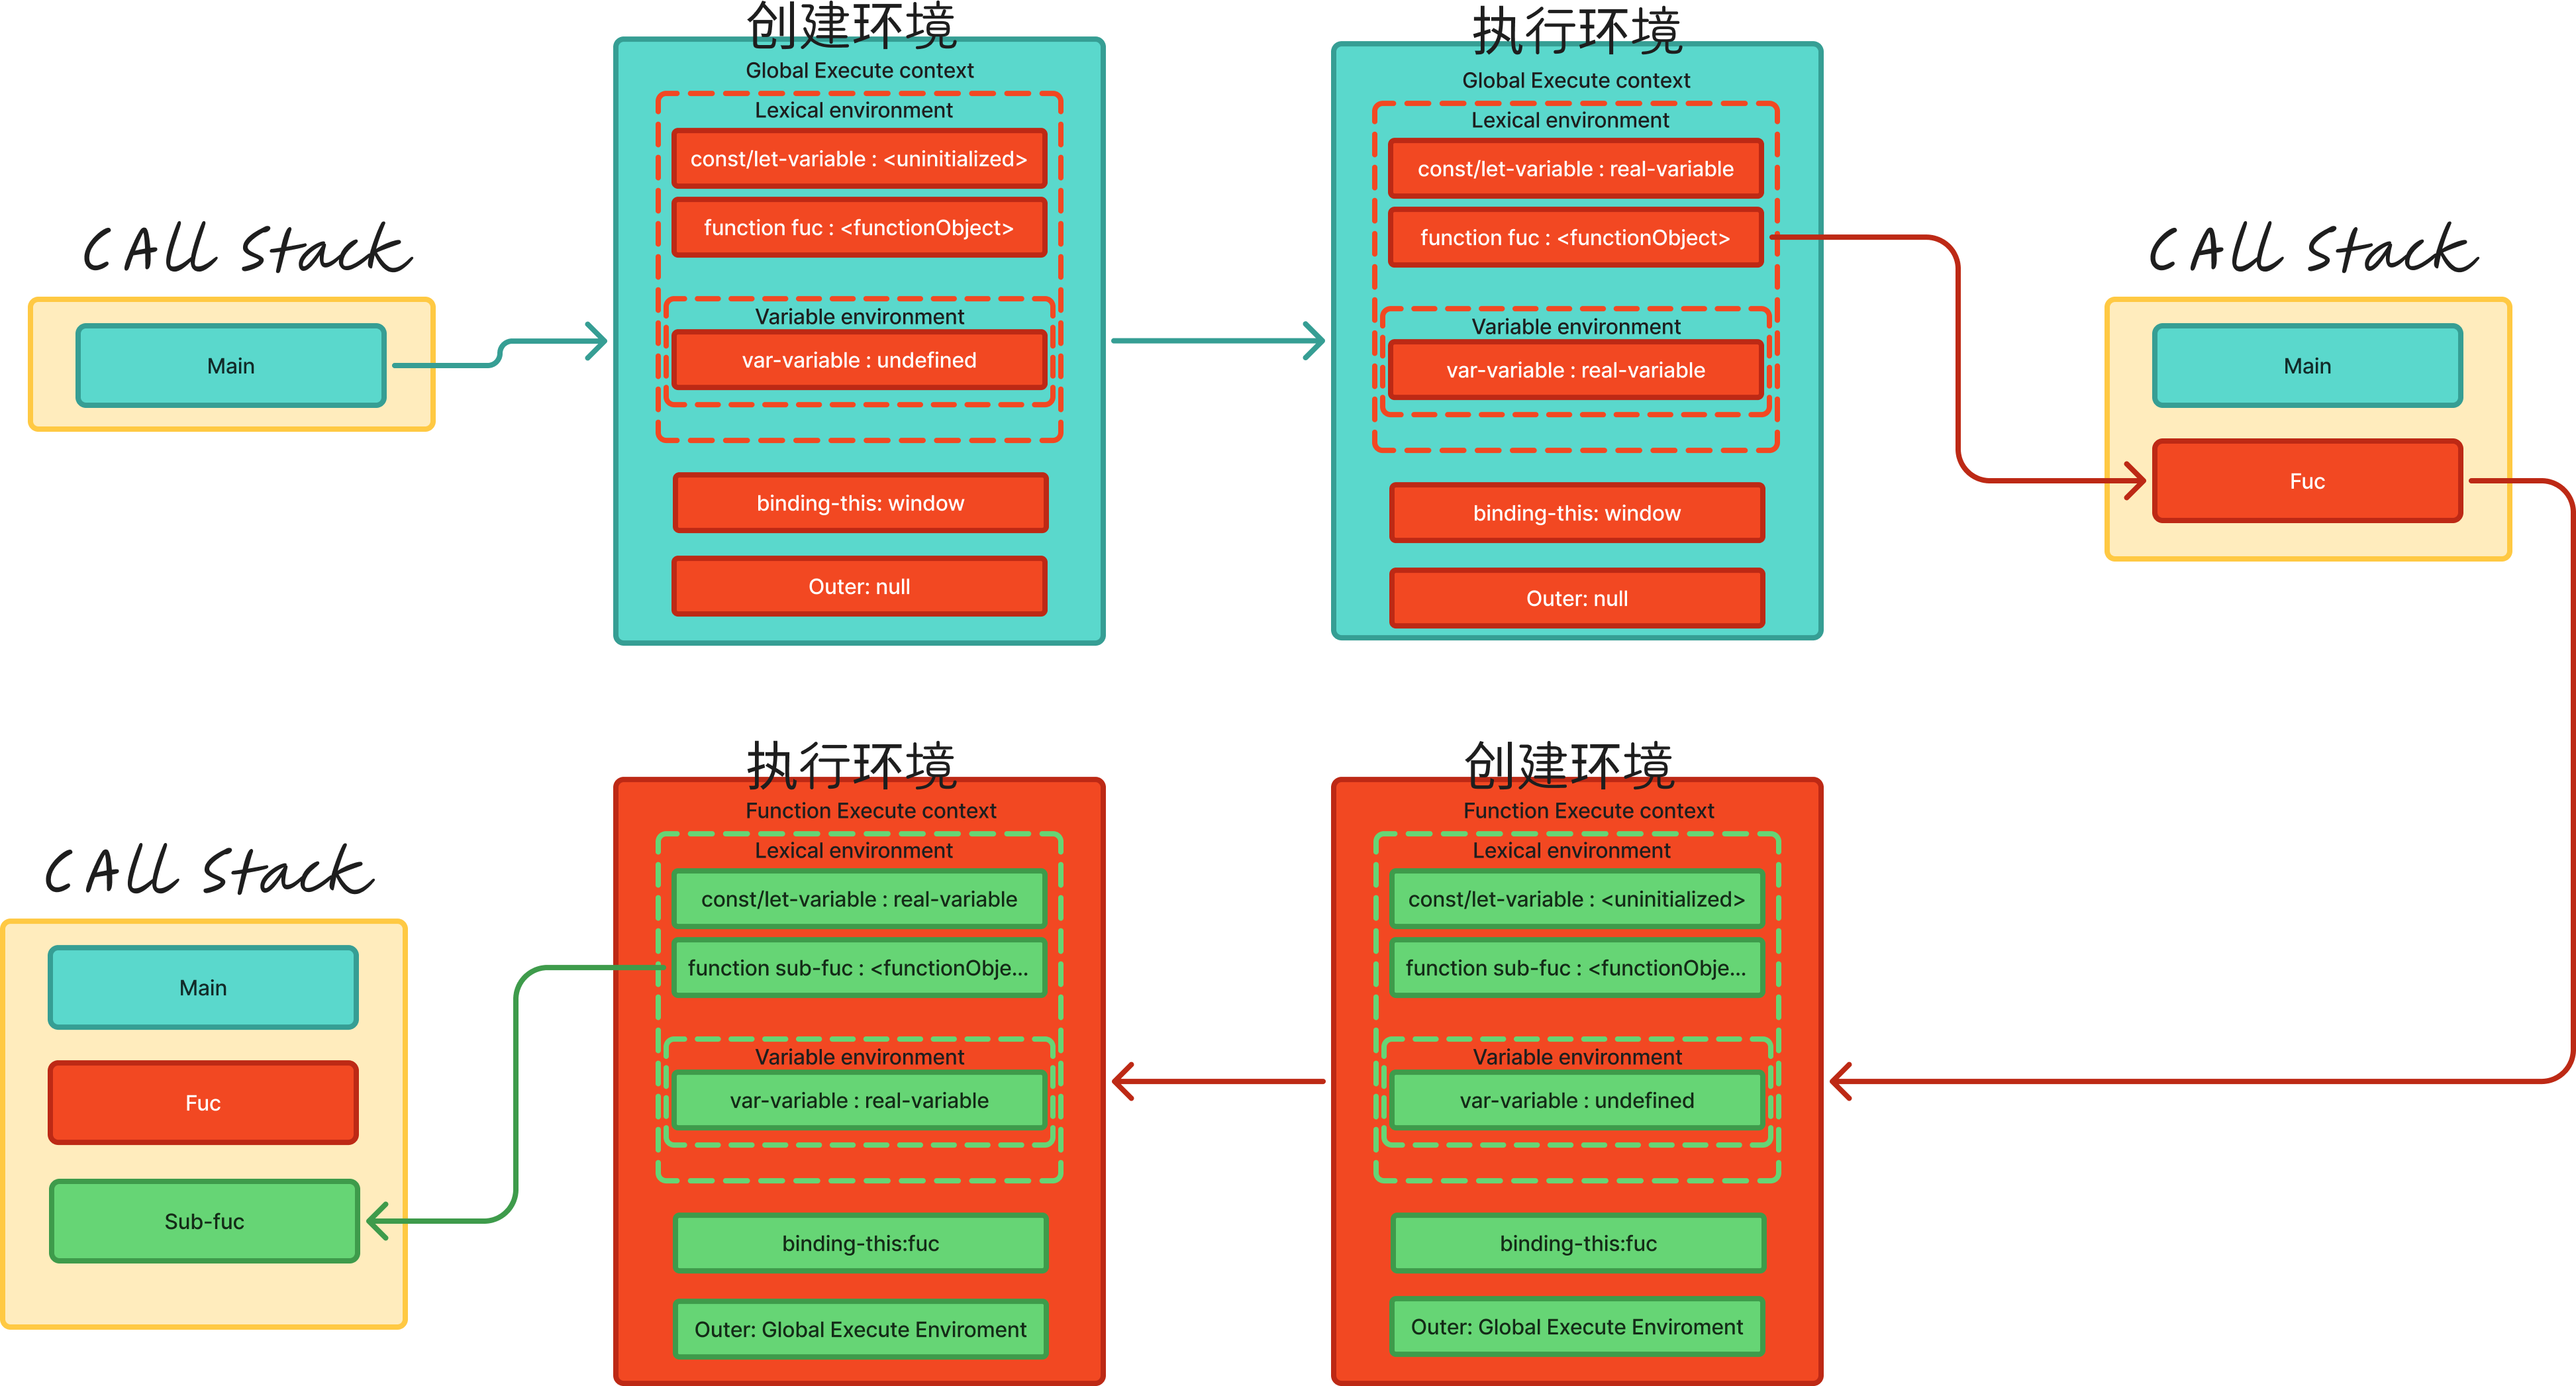 CALL Stack
Main
创建环境
Global Execute context
Lexical environment
const/let-variable : <uninitialized>
function fuc : <functionObject>
Variable environment
var-variable : undefined
binding-this: window
Outer: null
执行环境
Global Execute context
Lexical environment
const/let-variable : real-variable
function fuc : <functionObject>
Variable environment
var-variable : real-variable
binding-this: window
Outer: null
CALL Stack
Main
Fuc
创建环境
Function Execute context
Lexical environment
const/let-variable : <uninitialized>
function sub-fuc : <functionObje...
Variable environment
var-variable : undefined
binding-this:fuc
Outer: Global Execute Enviroment
执行环境
Function Execute context
Lexical environment
const/let-variable : real-variable
function sub-fuc : <functionObje...
Variable environment
var-variable : real-variable
binding-this:fuc
Outer: Global Execute Enviroment
CALL Stack
Main
Fuc
Sub-fuc